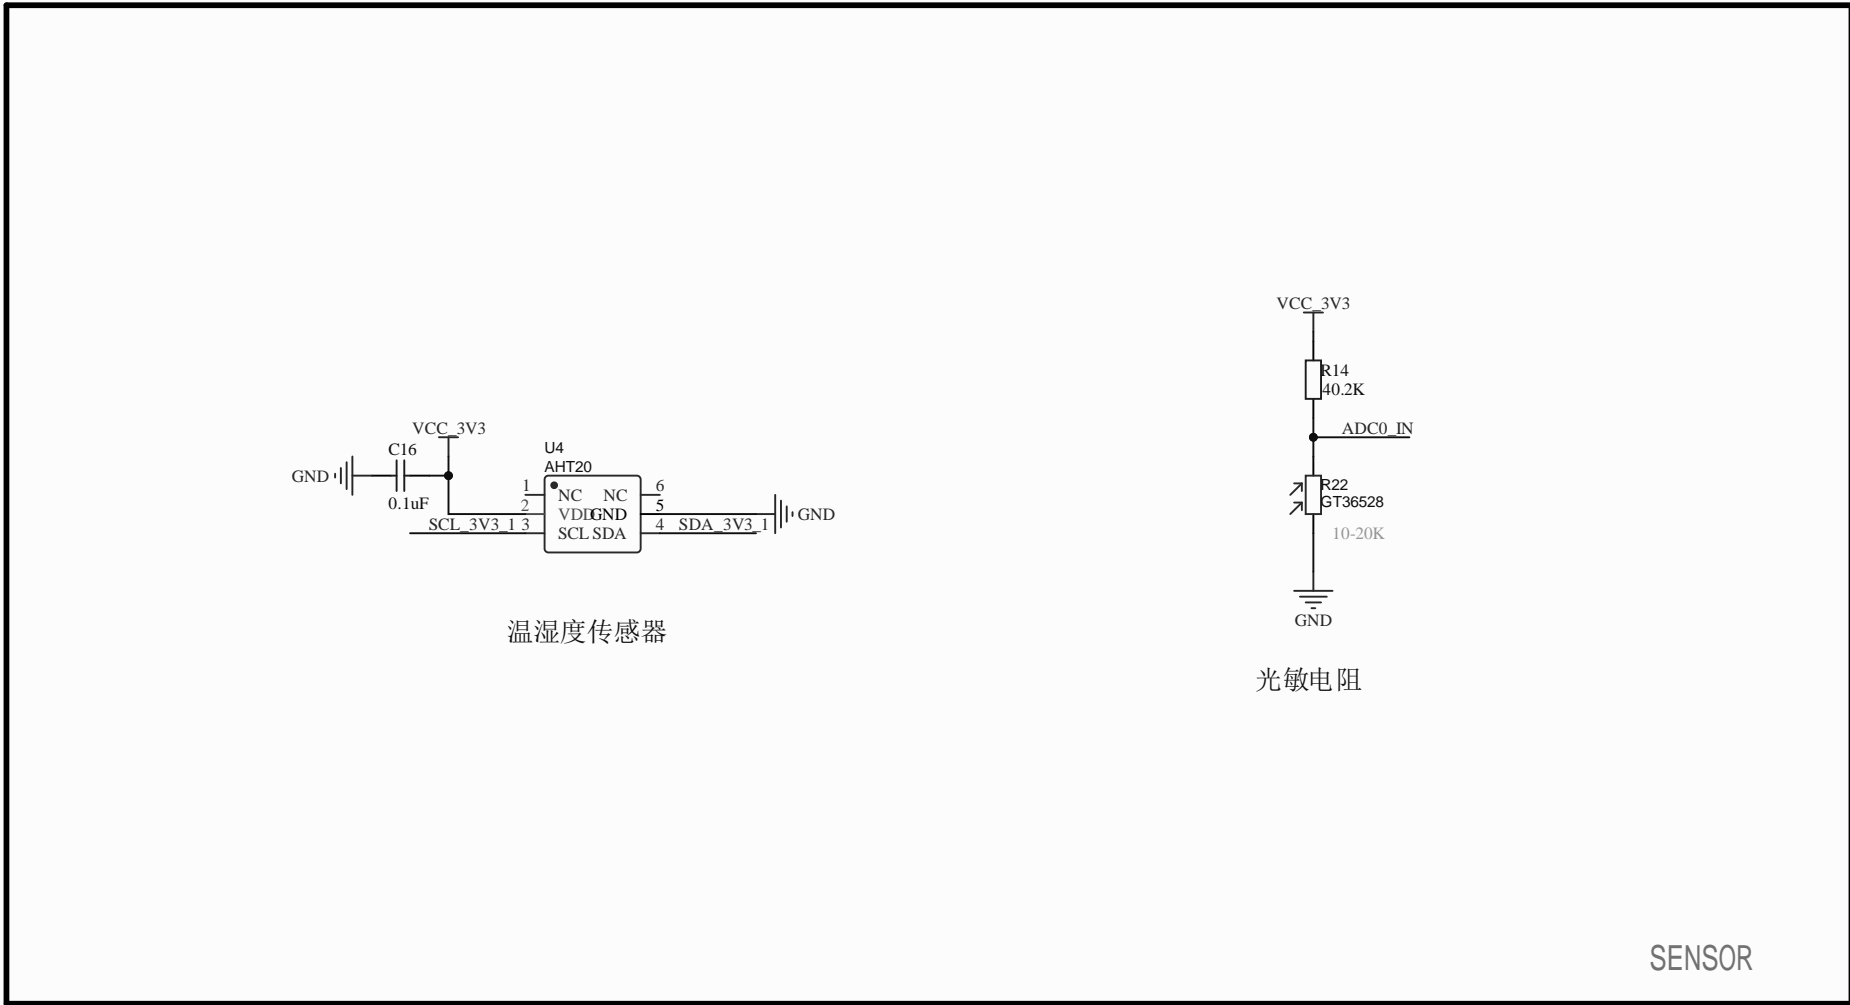 VCC_3V3
C16
GND
0.1uF
U4
AHT20
1 NC NC 6
2 VDD GND 5 GND
SCL_3V3_1 3 SCL SDA 4 SDA_3V3_1
温湿度传感器
VCC_3V3
R14
40.2K
ADC0_IN
R22
GT36528
10-20K
GND
光敏电阻
SENSOR